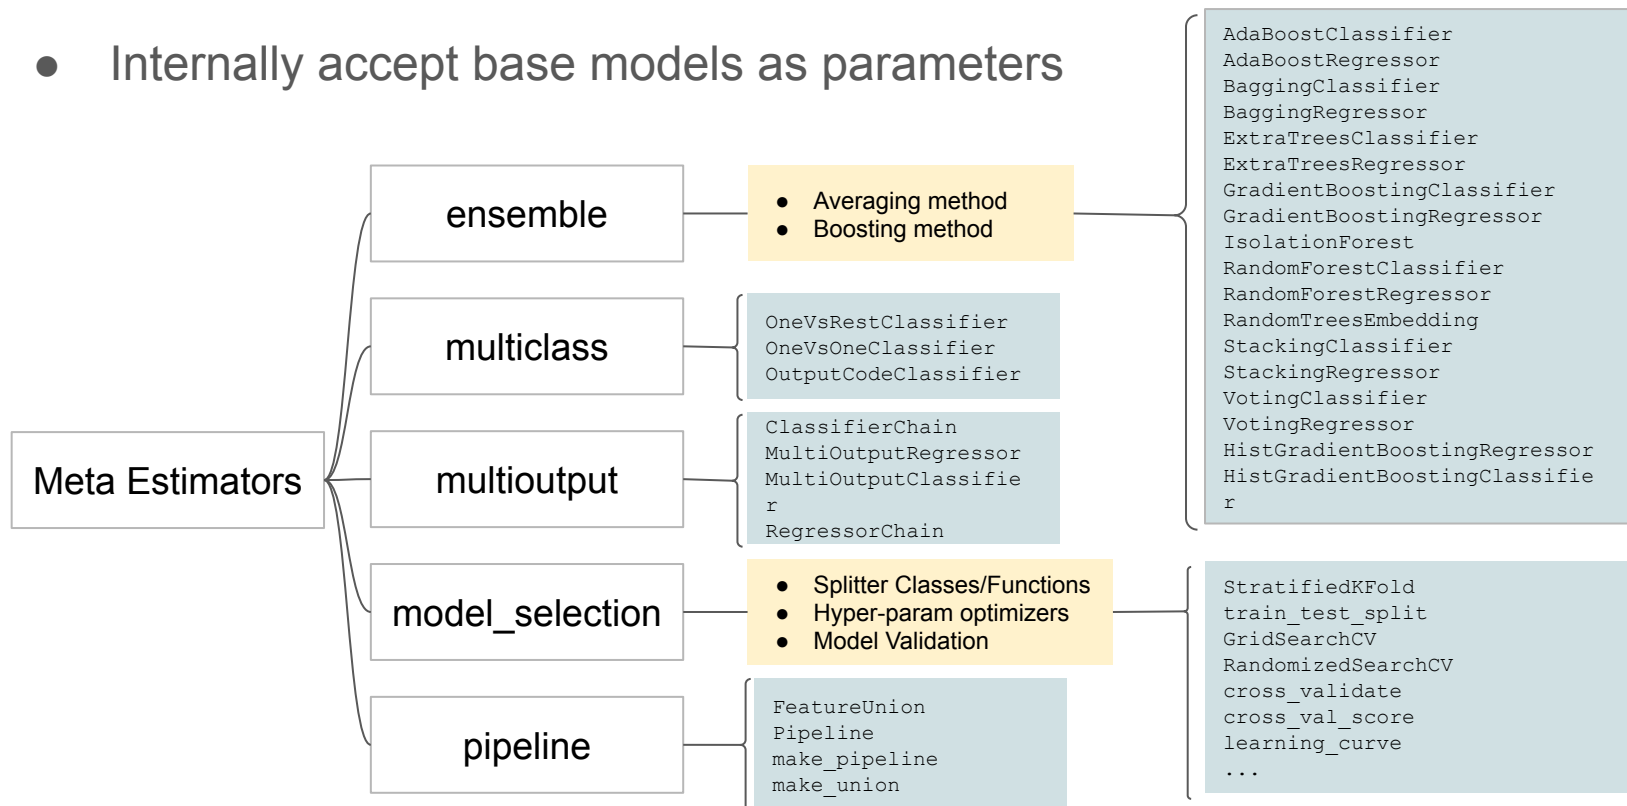 ● Internally accept base models as parameters
Meta Estimators
ensemble
● Averaging method
● Boosting method
AdaBoostClassifier
AdaBoostRegressor
BaggingClassifier
BaggingRegressor
ExtraTreesClassifier
ExtraTreesRegressor
GradientBoostingClassifier
GradientBoostingRegressor
IsolationForest
RandomForestClassifier
RandomForestRegressor
RandomTreesEmbedding
StackingClassifier
StackingRegressor
VotingClassifier
VotingRegressor
HistGradientBoostingRegressor
HistGradientBoostingClassifie
r
multiclass
OneVsRestClassifier
OneVsOneClassifier
OutputCodeClassifier
multioutput
ClassifierChain
MultiOutputRegressor
MultiOutputClassifie
r
RegressorChain
model_selection
● Splitter Classes/Functions
● Hyper-param optimizers
● Model Validation
StratifiedKFold
train_test_split
GridSearchCV
RandomizedSearchCV
cross_validate
cross_val_score
learning_curve
...
pipeline
FeatureUnion
Pipeline
make_pipeline
make_union